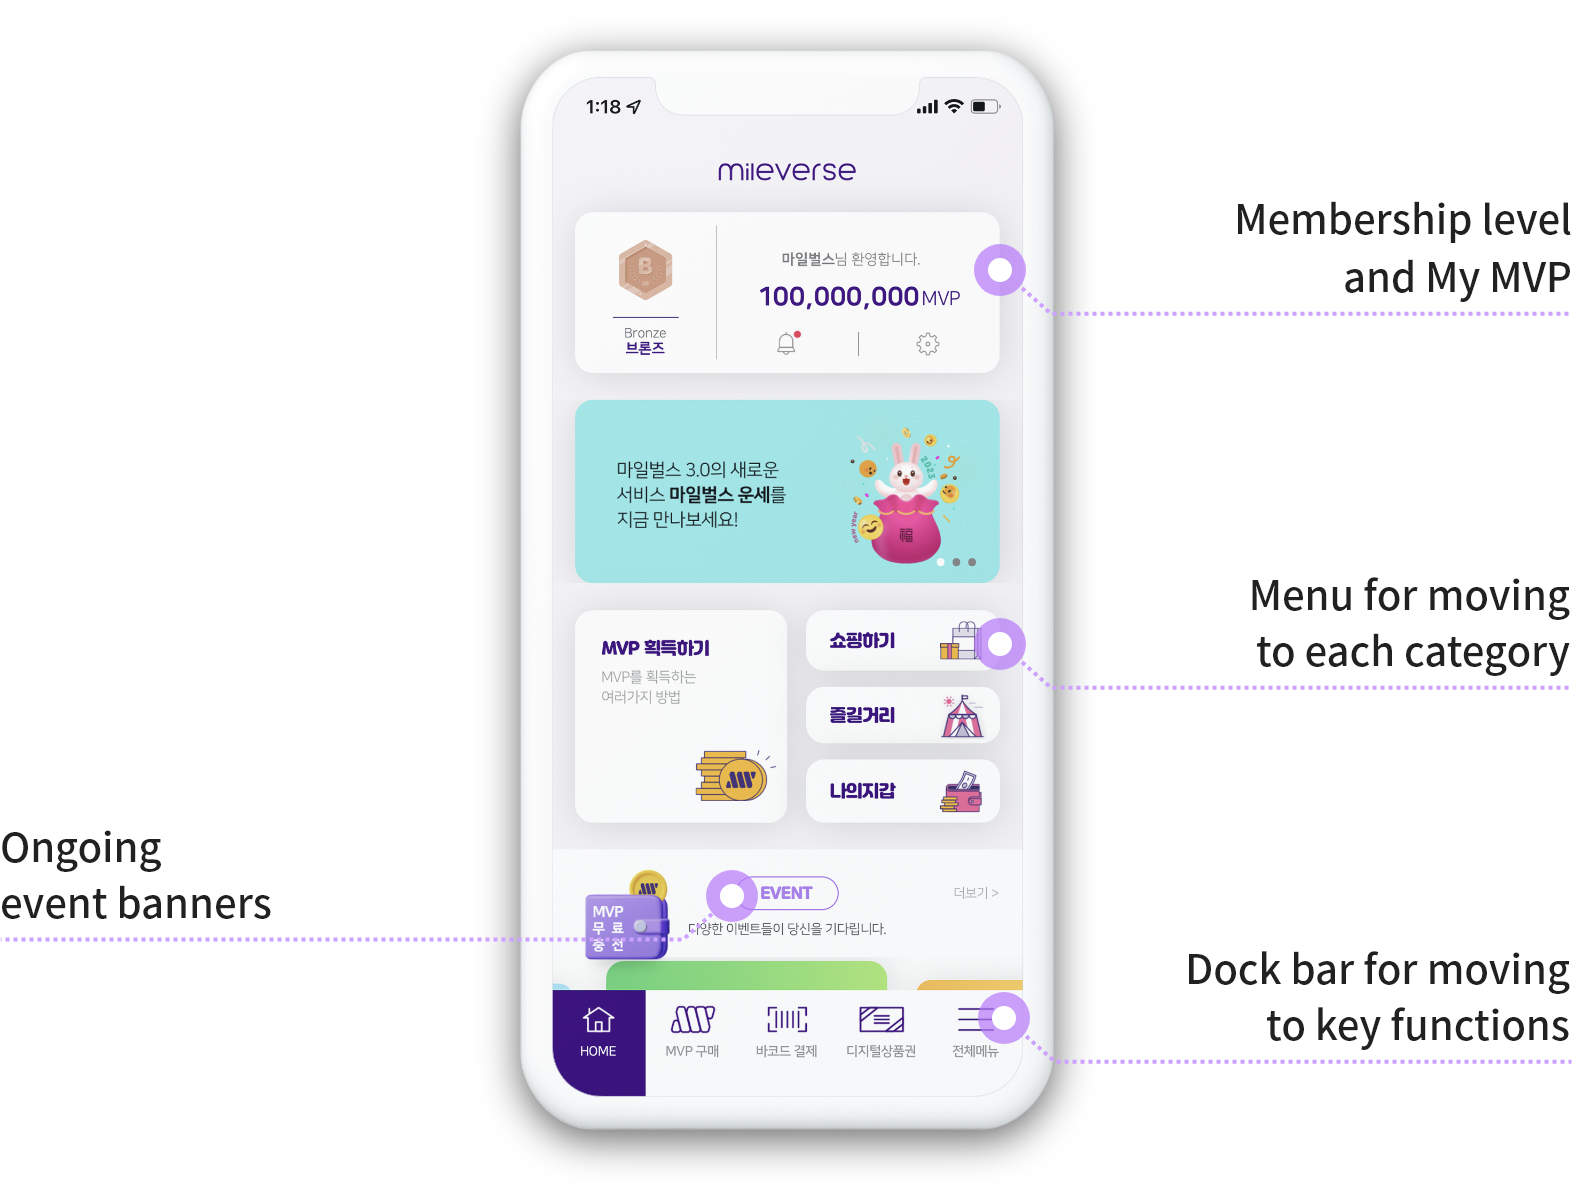 1:18
mileverse
Membership level
and My MVP
B
마일벌스님 환영합니다.
100,000,000 MVP
Bronze
브론즈
마일벌스 3.0의 새로운
서비스 마일벌스 운세를
지금 만나보세요!
2023
new year
福
Menu for moving
to each category
MVP 획득하기
MVP를 획득하는
여러가지 방법
쇼핑하기
즐길거리
나의지갑
Ongoing
event banners
MVP
무료
충전
EVENT
더보기 >
다양한 이벤트들이 당신을 기다립니다.
Dock bar for moving
to key functions
HOME
MVP 구매
바코드 결제
디지털상품권
전체메뉴